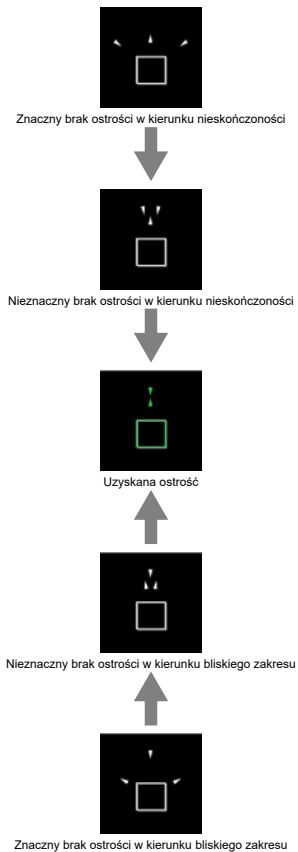 Znaczny brak ostrości w kierunku nieskończoności
Nieznaczny brak ostrości w kierunku nieskończoności
Uzyskana ostrość
Nieznaczny brak ostrości w kierunku bliskiego zakresu
Znaczny brak ostrości w kierunku bliskiego zakresu